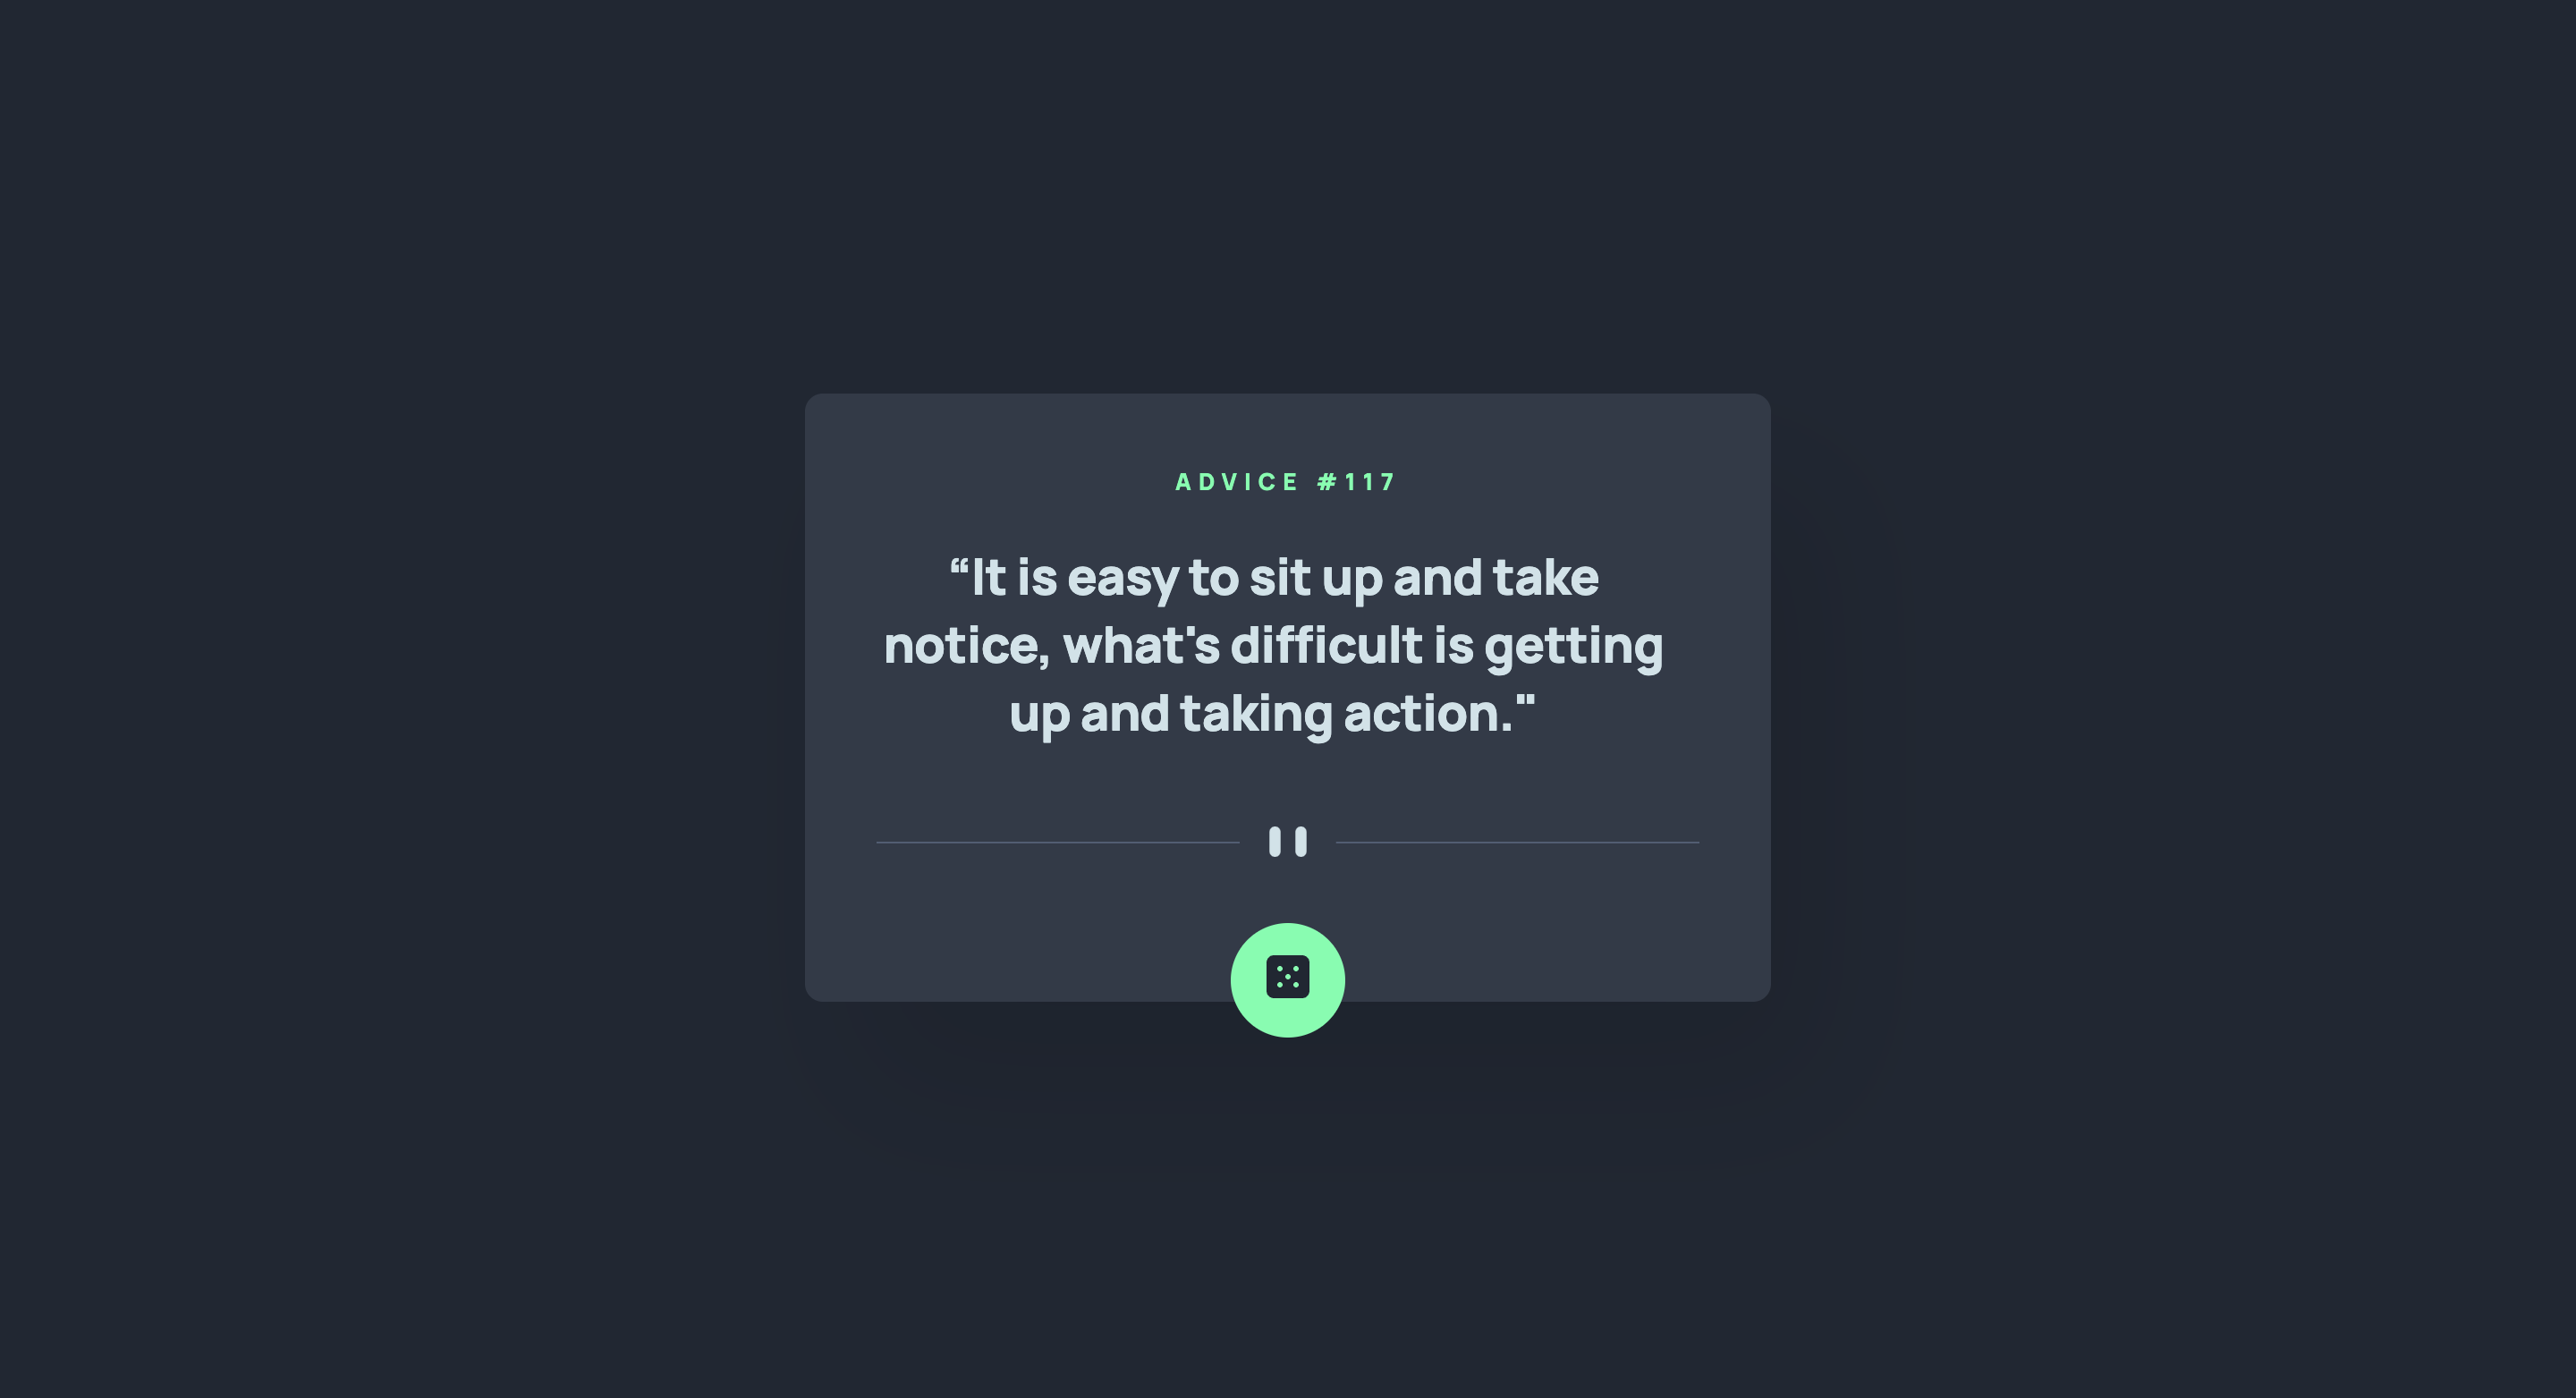 ADVICE #117
“It is easy to sit up and take
notice, what's difficult is getting
up and taking action."